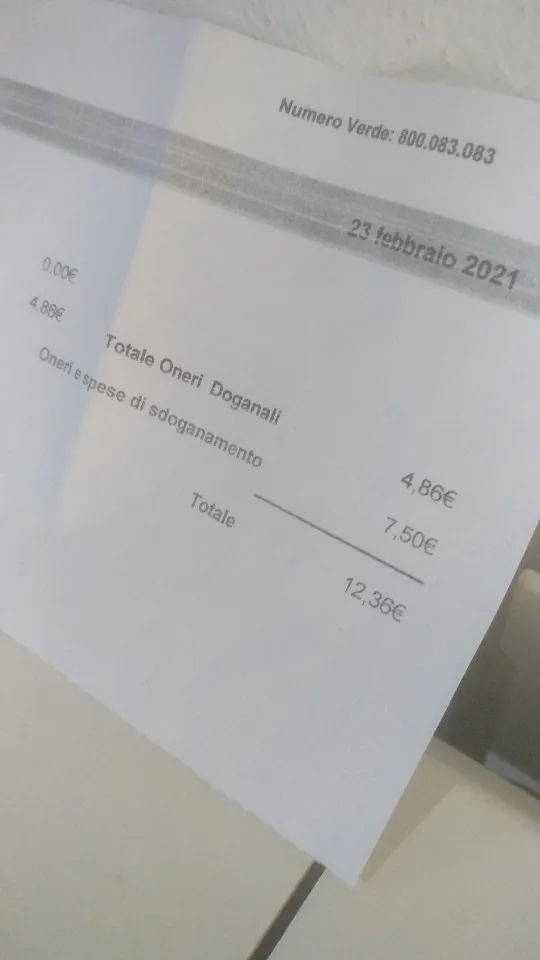 Numero Verde: 800.083.083
23 febbraio 2021
0,00€
4,86€
Totale Oneri Doganali 4,86€
Oneri e spese di sdoganamento 7,50€
Totale 12,36€